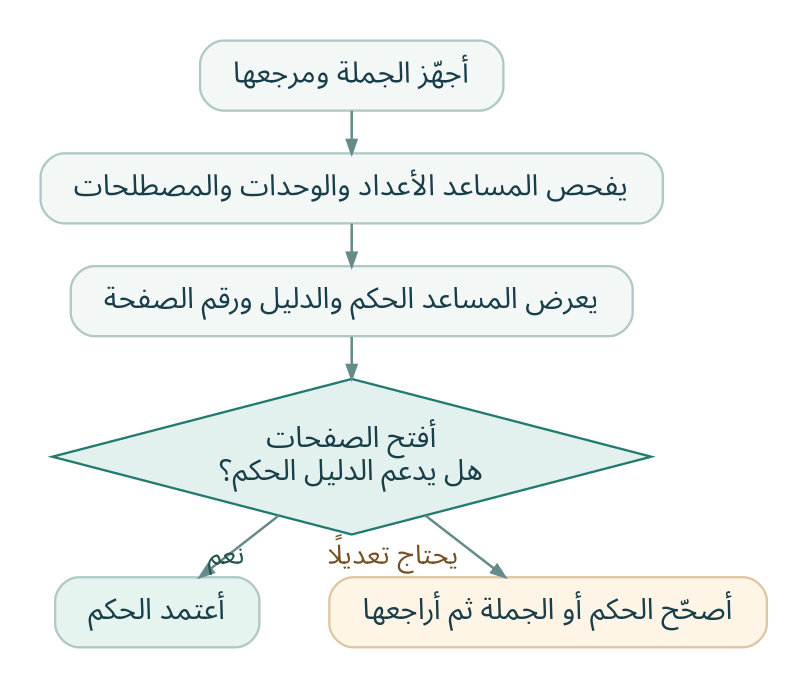 أجهّز الجملة ومرجعها
يفحص المساعد الأعداد والوحدات والمصطلحات
يعرض المساعد الحكم والدليل ورقم الصفحة
أفتح الصفحات
هل يدعم الدليل الحكم؟
نعم
يحتاج تعديلًا
أعتمد الحكم
أصحّح الحكم أو الجملة ثم أراجعها